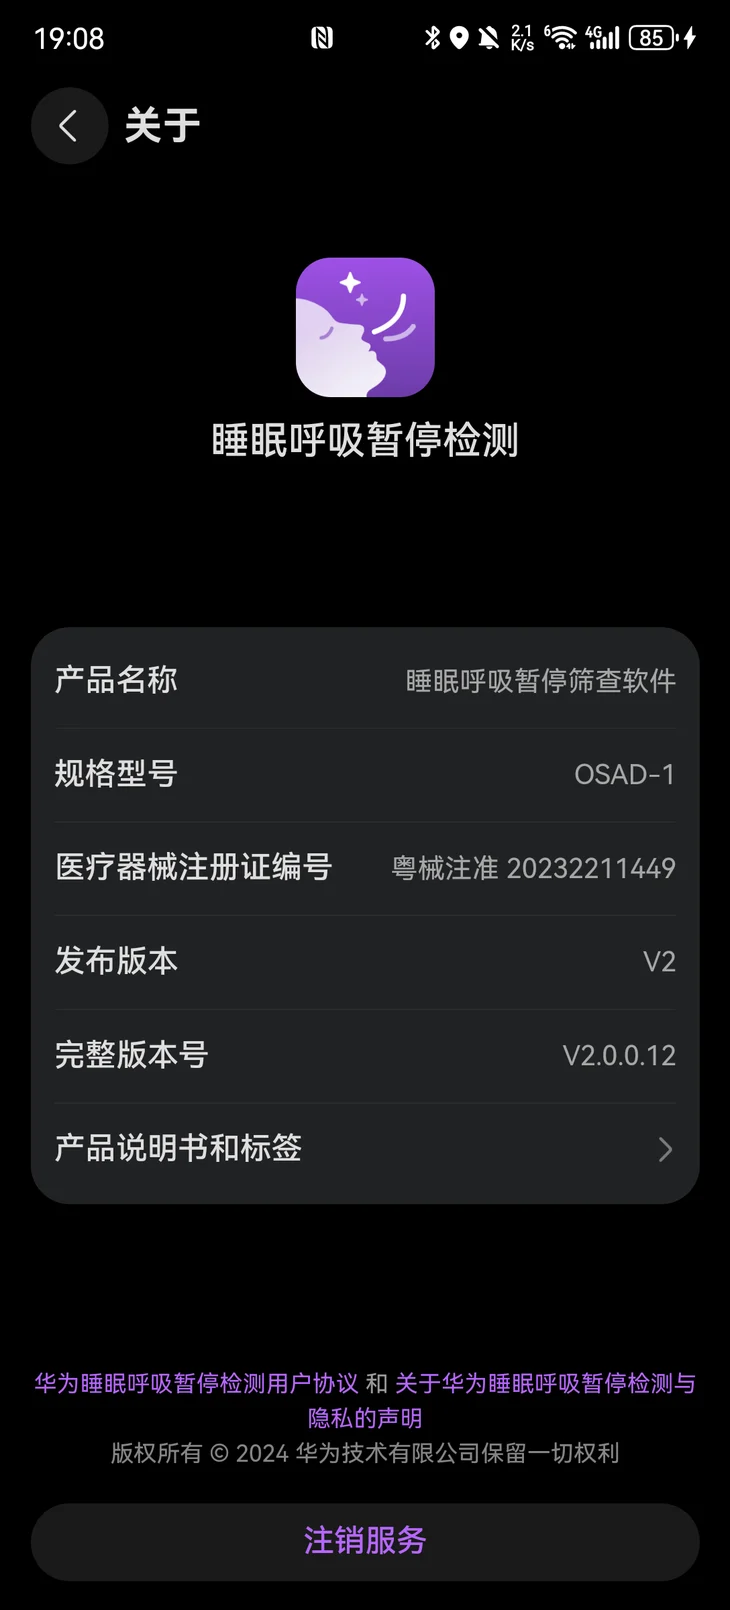 19:08
2.1 K/s 6 4G 85
关于
睡眠呼吸暂停检测
产品名称 睡眠呼吸暂停筛查软件
规格型号 OSAD-1
医疗器械注册证编号 粤械注准 20232211449
发布版本 V2
完整版本号 V2.0.0.12
产品说明书和标签
华为睡眠呼吸暂停检测用户协议 和 关于华为睡眠呼吸暂停检测与
隐私的声明
版权所有 © 2024 华为技术有限公司保留一切权利
注销服务